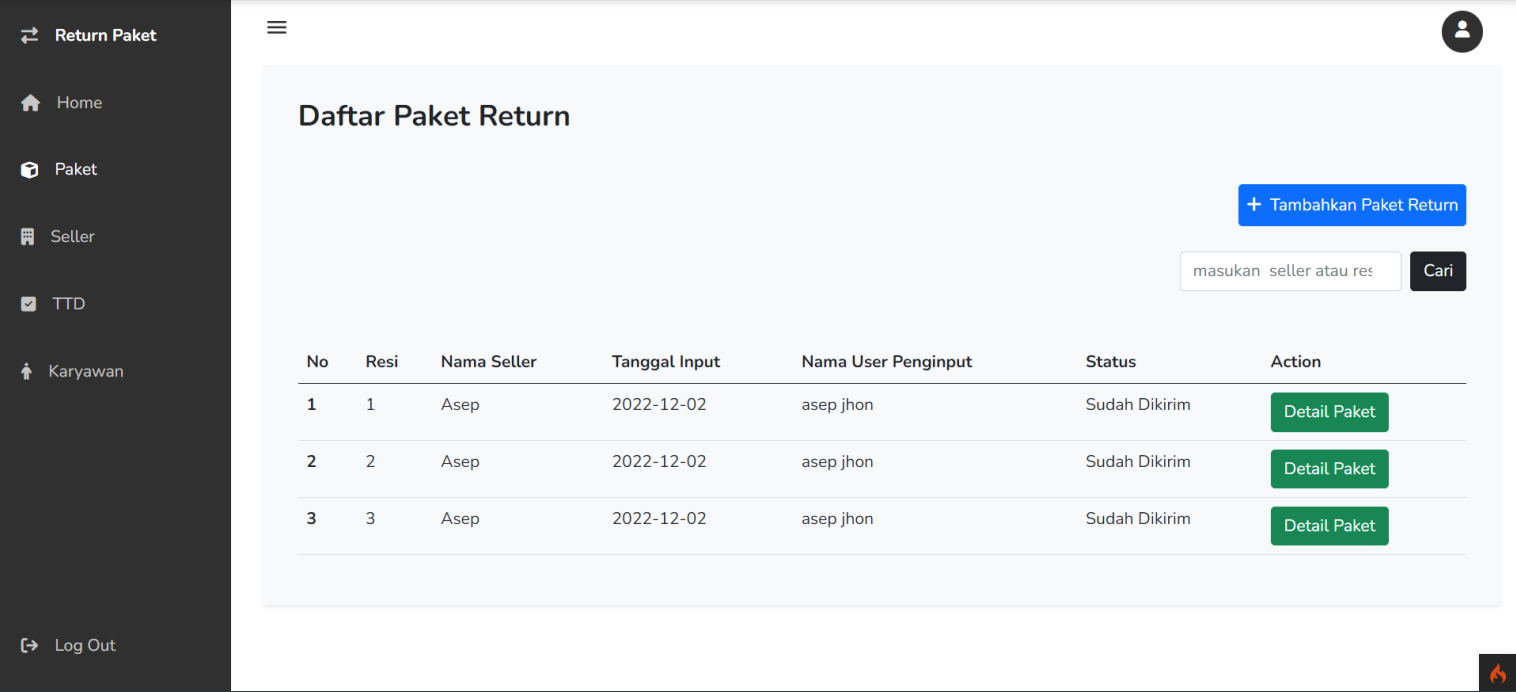 Return Paket
Home
Paket
Seller
TTD
Karyawan
Log Out
Daftar Paket Return
+ Tambahkan Paket Return
masukan seller atau res
Cari
No Resi Nama Seller Tanggal Input Nama User Penginput Status Action
1 1 Asep 2022-12-02 asep jhon Sudah Dikirim Detail Paket
2 2 Asep 2022-12-02 asep jhon Sudah Dikirim Detail Paket
3 3 Asep 2022-12-02 asep jhon Sudah Dikirim Detail Paket